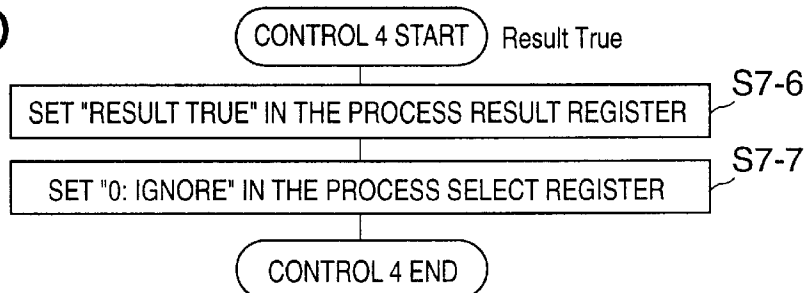 CONTROL 4 START Result True
S7-6
SET "RESULT TRUE" IN THE PROCESS RESULT REGISTER
S7-7
SET "0: IGNORE" IN THE PROCESS SELECT REGISTER
CONTROL 4 END